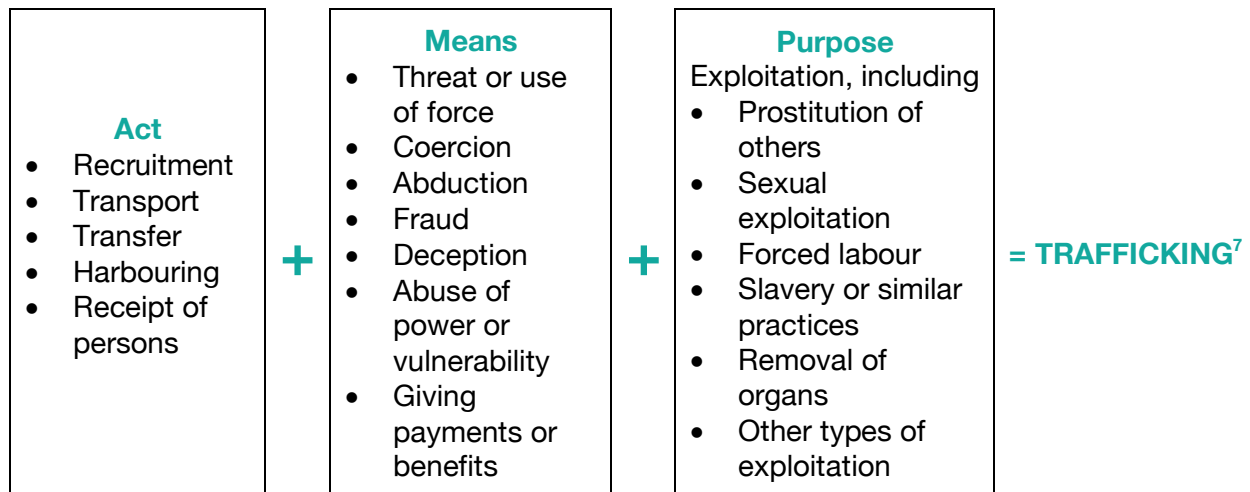 Act
• Recruitment
• Transport
• Transfer
• Harbouring
• Receipt of
persons
+
Means
• Threat or use
of force
• Coercion
• Abduction
• Fraud
• Deception
• Abuse of
power or
vulnerability
• Giving
payments or
benefits
+
Purpose
Exploitation, including
• Prostitution of
others
• Sexual
exploitation
• Forced labour
• Slavery or similar
practices
• Removal of
organs
• Other types of
exploitation
= TRAFFICKING⁷